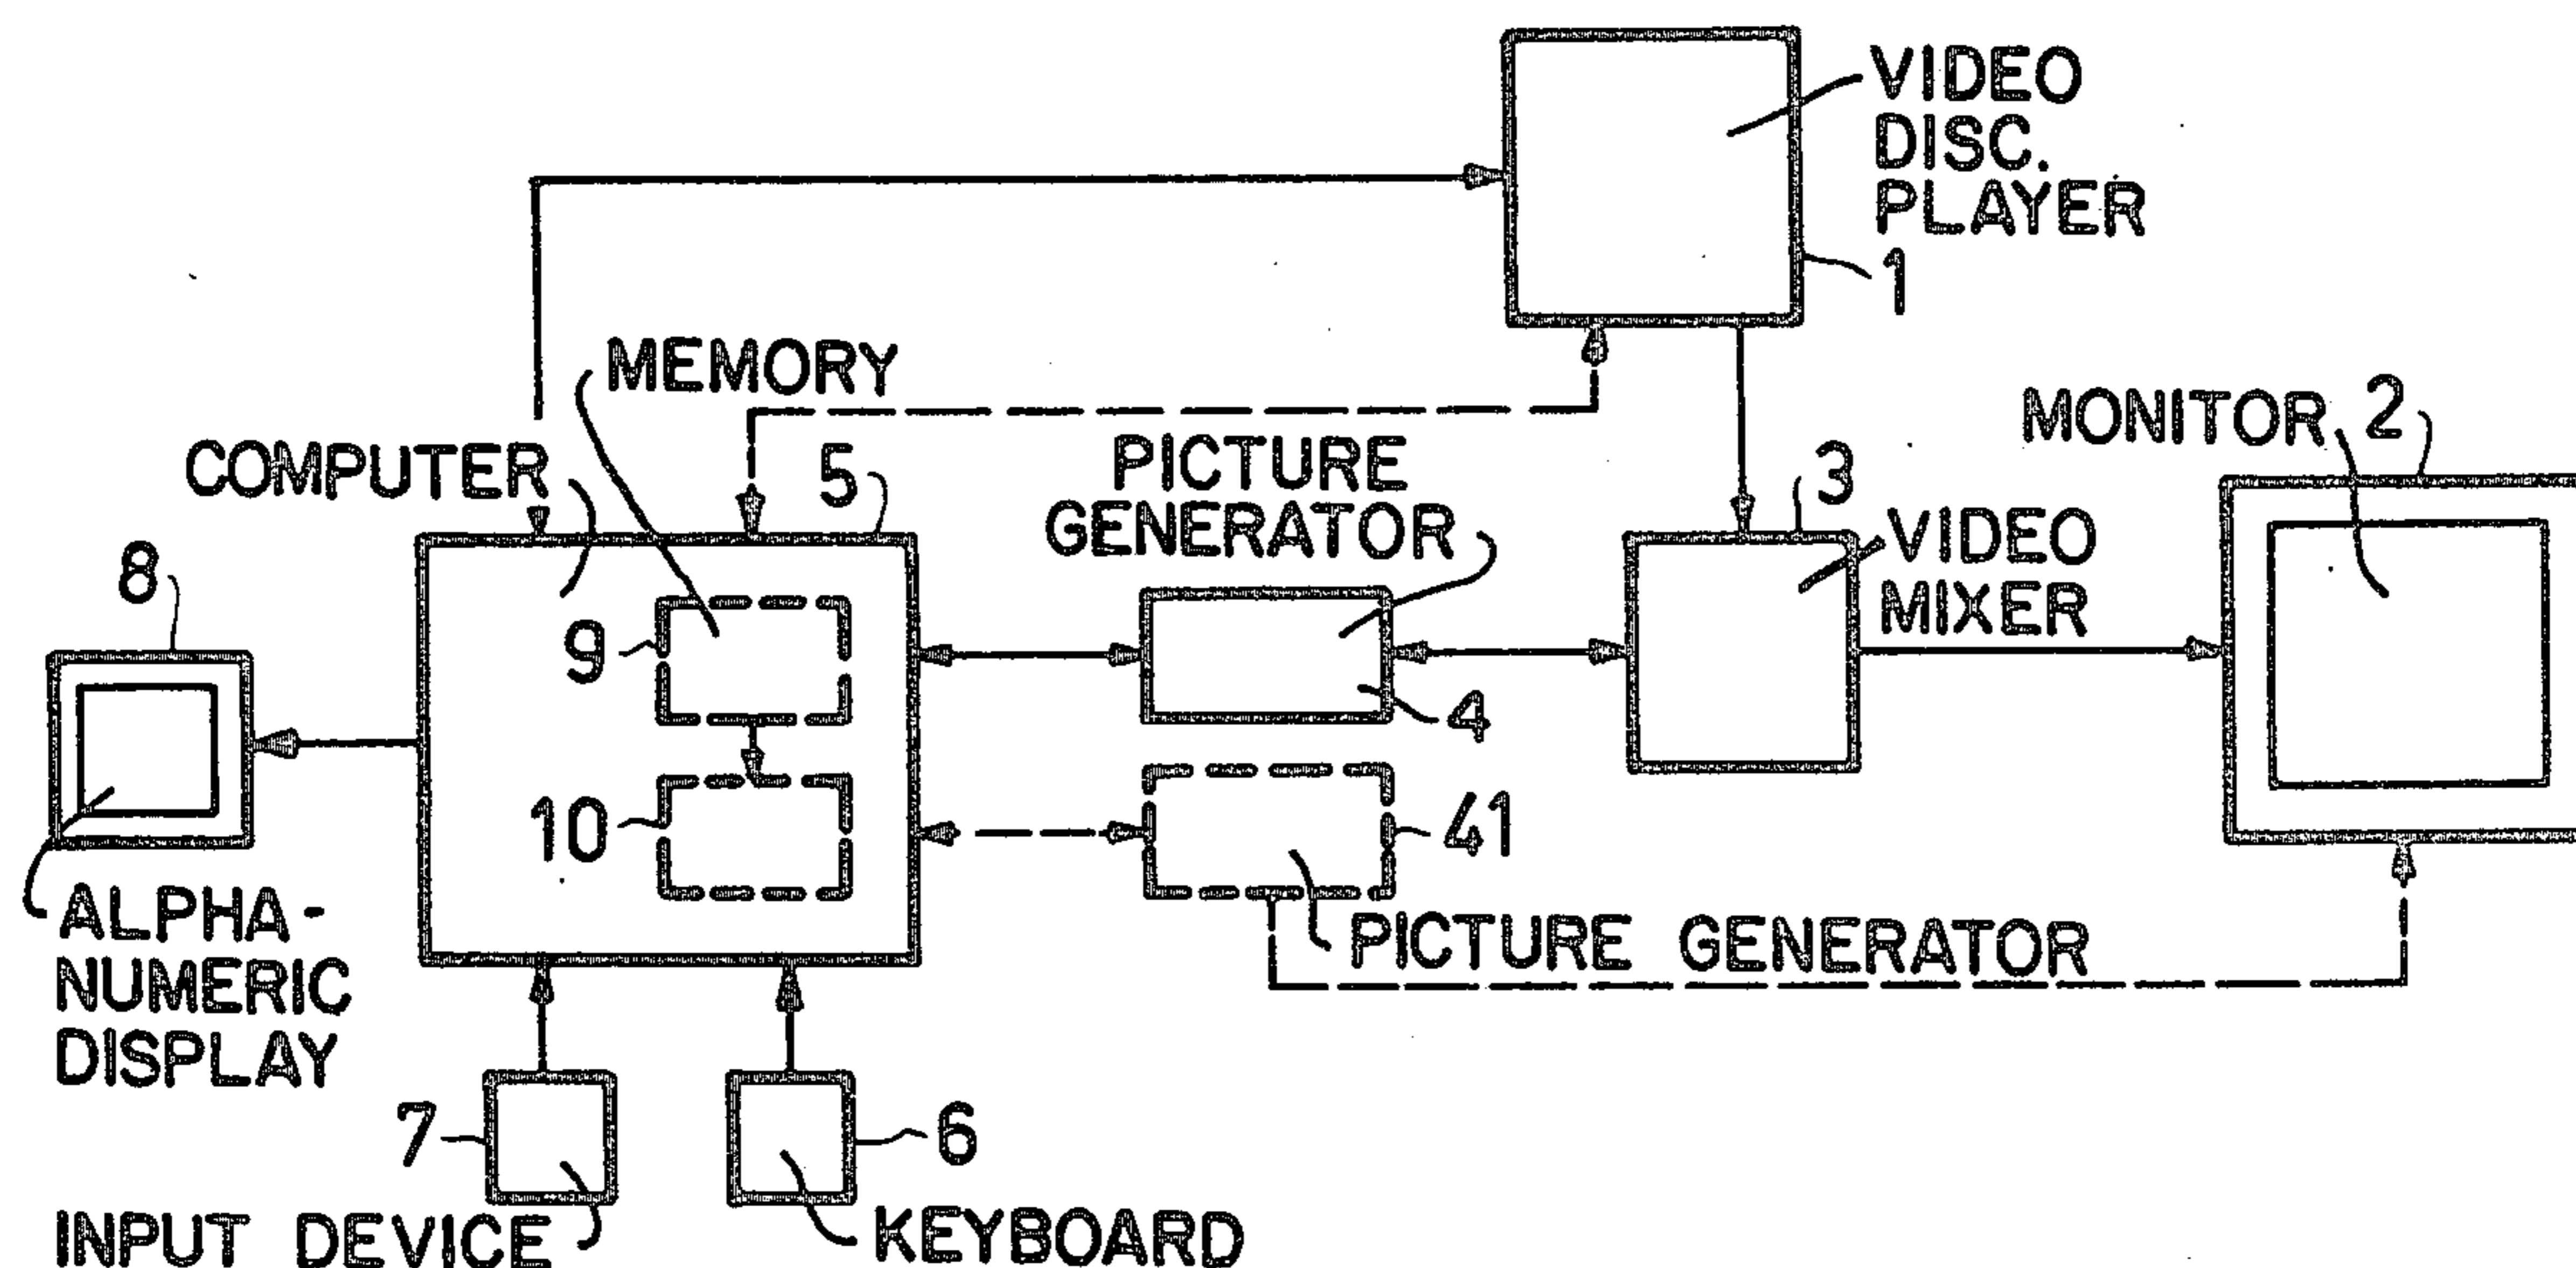 VIDEO
DISC.
PLAYER
1
MEMORY
MONITOR 2
COMPUTER
5
PICTURE
GENERATOR
3
VIDEO
MIXER
8
9
4
10
41
ALPHA-
NUMERIC
DISPLAY
PICTURE GENERATOR
7
6
INPUT DEVICE
KEYBOARD